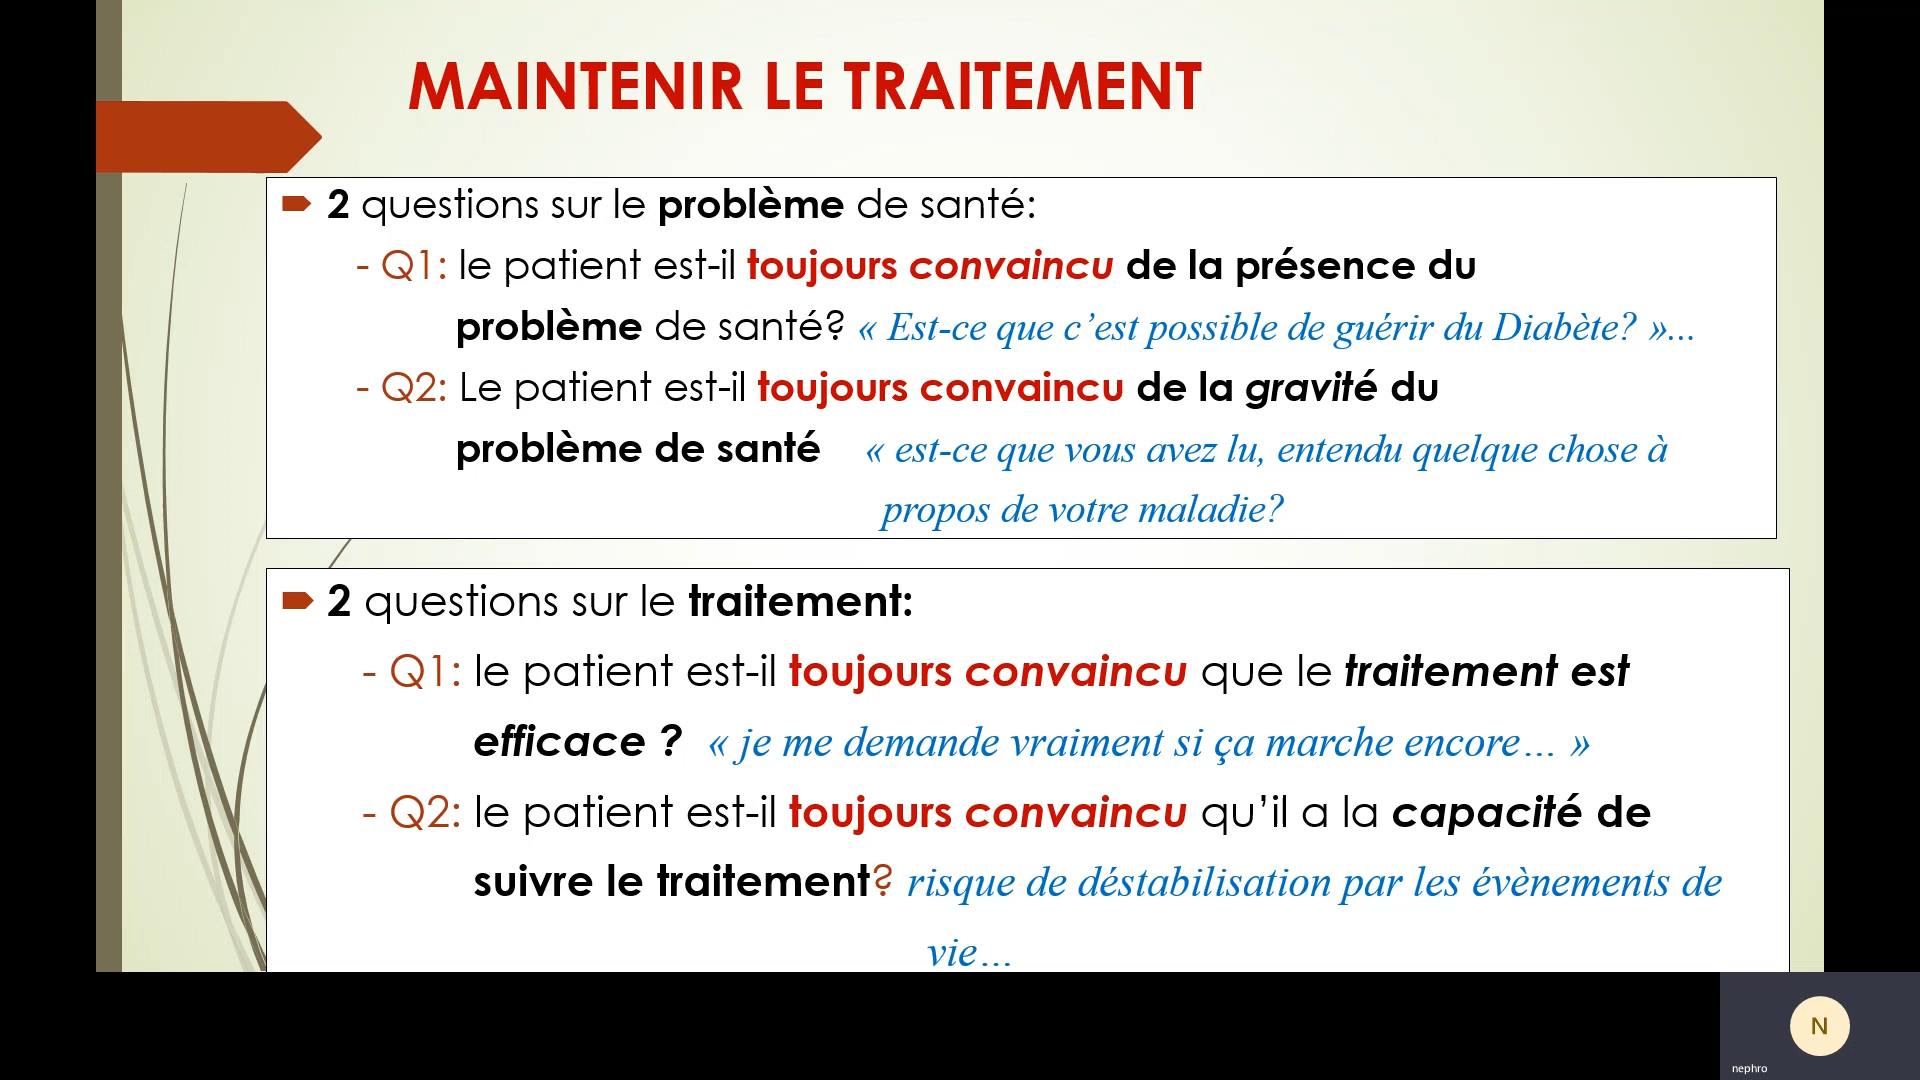 MAINTENIR LE TRAITEMENT
2 questions sur le problème de santé:
- Q1: le patient est-il toujours convaincu de la présence du
problème de santé? « Est-ce que c’est possible de guérir du Diabète? »...
- Q2: Le patient est-il toujours convaincu de la gravité du
problème de santé « est-ce que vous avez lu, entendu quelque chose à
propos de votre maladie?
2 questions sur le traitement:
- Q1: le patient est-il toujours convaincu que le traitement est
efficace ? « je me demande vraiment si ça marche encore… »
- Q2: le patient est-il toujours convaincu qu’il a la capacité de
suivre le traitement? risque de déstabilisation par les évènements de
vie…
N
nephro